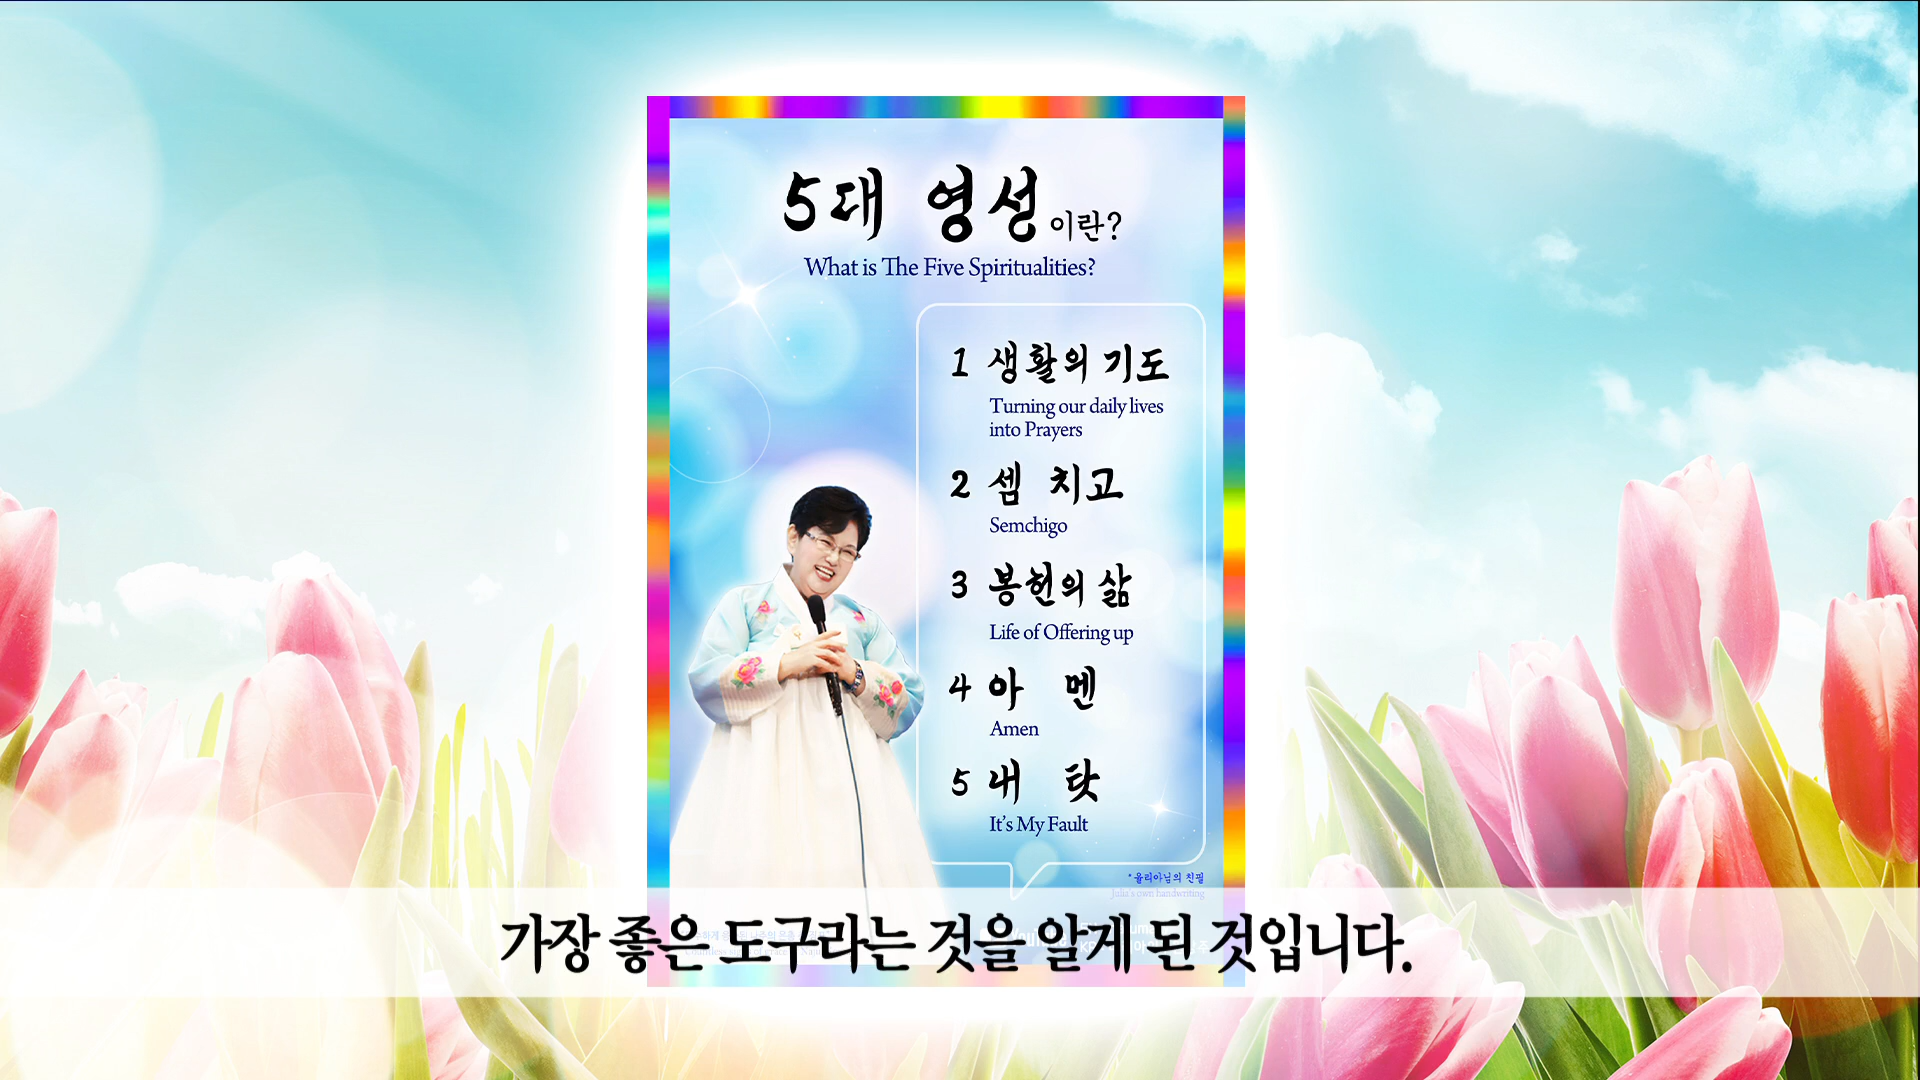 5대 영성이란?
What is The Five Spiritualities?
1 생활의 기도
Turning our daily lives
into Prayers
2 셈 치고
Semchigo
3 봉헌의 삶
Life of Offering up
4 아 멘
Amen
5 내 탓
It's My Fault
* 율리아님의 친필
Julia's own handwriting
가장 좋은 도구라는 것을 알게 된 것입니다.